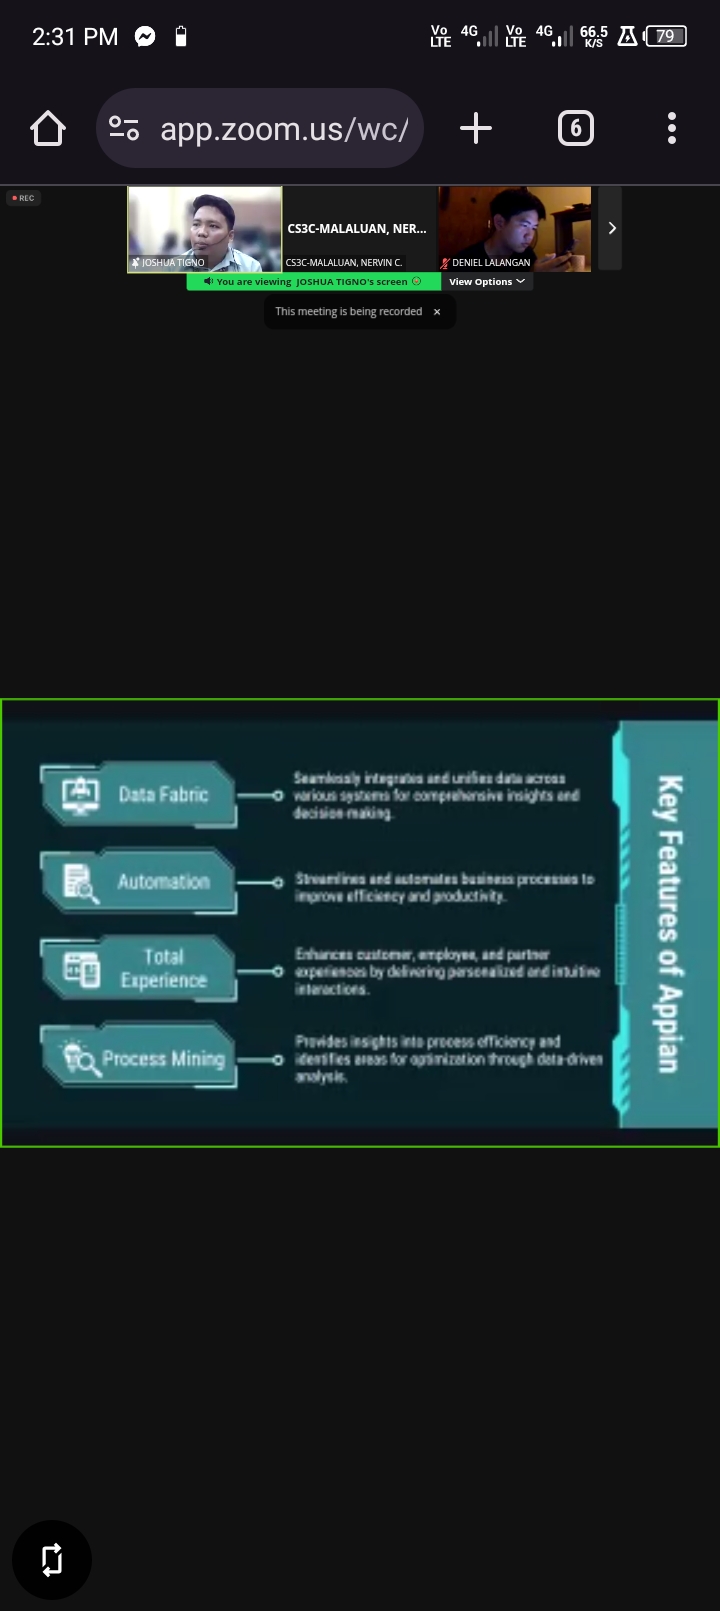 2:31 PM
Vo LTE 4G Vo LTE 4G 66.5 K/S 79
app.zoom.us/wc/
6
REC
CS3C-MALALUAN, NER...
JOSHUA TIGNO
CS3C-MALALUAN, NERVIN C.
DENIEL LALANGAN
You are viewing JOSHUA TIGNO's screen
View Options
This meeting is being recorded
Key Features of Appian
Data Fabric
Seamlessly integrates and unifies data across
various systems for comprehensive insights and
decision-making.
Automation
Streamlines and automates business processes to
improve efficiency and productivity.
Total
Experience
Enhances customer, employee, and partner
experiences by delivering personalized and intuitive
interactions.
Process Mining
Provides insights into process efficiency and
identifies areas for optimization through data-driven
analysis.